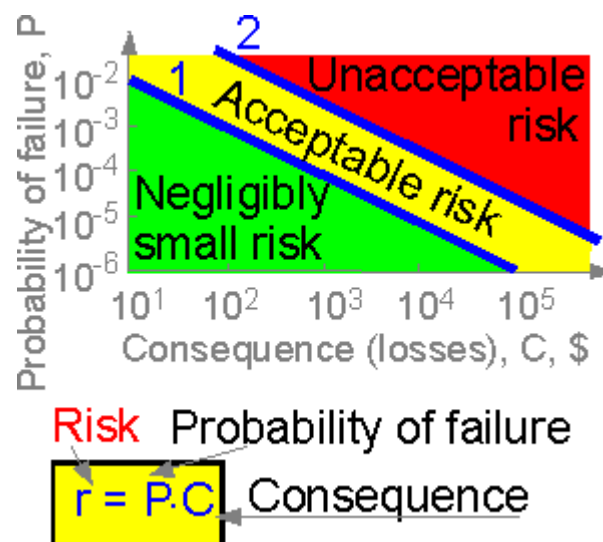 Probability of failure, P
2
1
Unacceptable
risk
Acceptable risk
Negligibly
small risk
10⁻²
10⁻³
10⁻⁴
10⁻⁵
10⁻⁶
10¹ 10² 10³ 10⁴ 10⁵
Consequence (losses), C, $
Risk Probability of failure
r = P.C Consequence